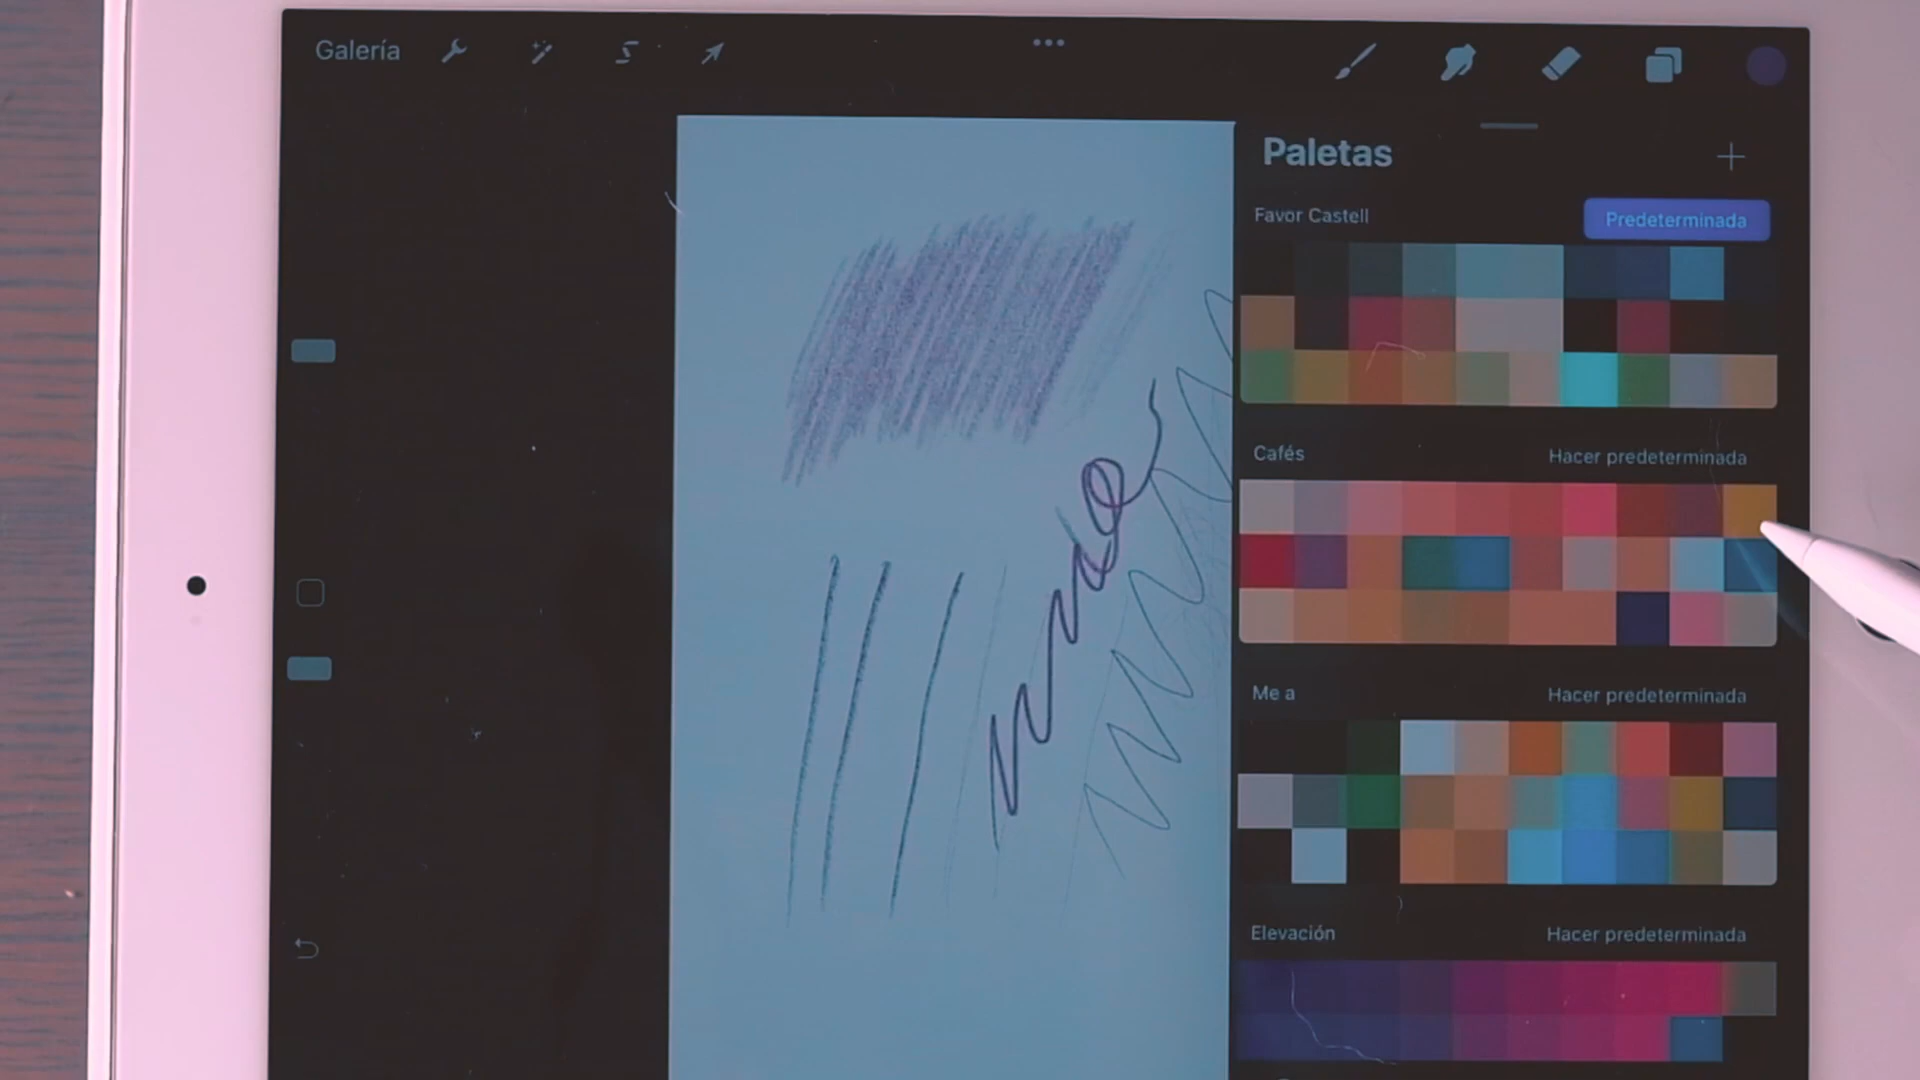 Galería
Paletas
Favor Castell
Predeterminada
Cafés
Hacer predeterminada
Me a
Hacer predeterminada
Elevación
Hacer predeterminada